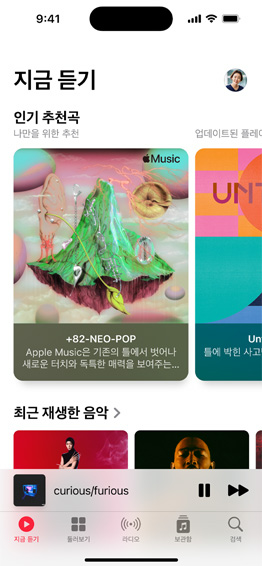 9:41
지금 듣기
인기 추천곡
나만을 위한 추천
업데이트된 플레
Music
UNT
+82-NEO-POP
Apple Music은 기존의 틀에서 벗어나
새로운 터치와 독특한 매력을 보여주는...
Un
틀에 박힌 사고
최근 재생한 음악
curious/furious
지금 듣기
둘러보기
라디오
보관함
검색